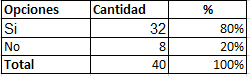 Opciones Cantidad %
Si 32 80%
No 8 20%
Total 40 100%